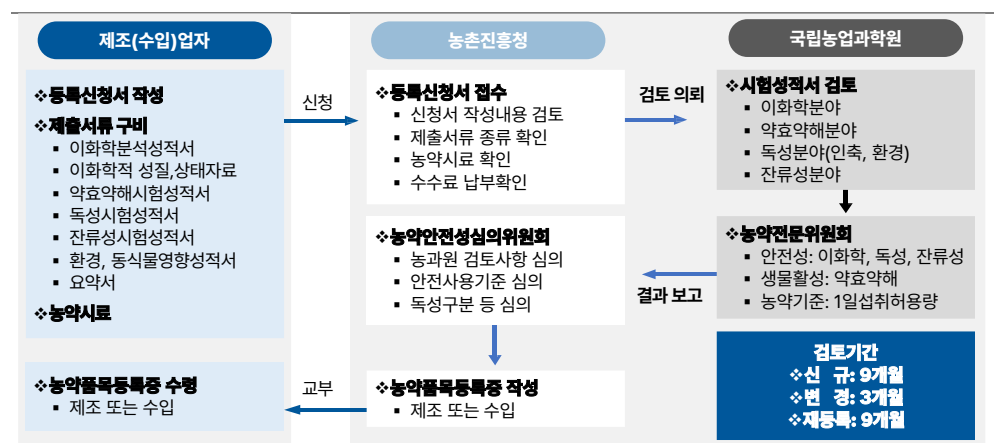 제조(수입)업자
❖등록신청서 작성
❖제출서류 구비
▪ 이화학분석성적서
▪ 이화학적 성질,상태자료
▪ 약효약해시험성적서
▪ 독성시험성적서
▪ 잔류성시험성적서
▪ 환경, 동식물영향성적서
▪ 요약서
❖농약시료
❖농약품목등록증 수령
▪ 제조 또는 수입
신청
교부
농촌진흥청
❖등록신청서 접수
▪ 신청서 작성내용 검토
▪ 제출서류 종류 확인
▪ 농약시료 확인
▪ 수수료 납부확인
❖농약안전성심의위원회
▪ 농과원 검토사항 심의
▪ 안전사용기준 심의
▪ 독성구분 등 심의
❖농약품목등록증 작성
▪ 제조 또는 수입
검토 의뢰
결과 보고
국립농업과학원
❖시험성적서 검토
▪ 이화학분야
▪ 약효약해분야
▪ 독성분야(인축, 환경)
▪ 잔류성분야
❖농약전문위원회
▪ 안전성: 이화학, 독성, 잔류성
▪ 생물활성: 약효약해
▪ 농약기준: 1일섭취허용량
검토기간
❖신 규: 9개월
❖변 경: 3개월
❖재등록: 9개월